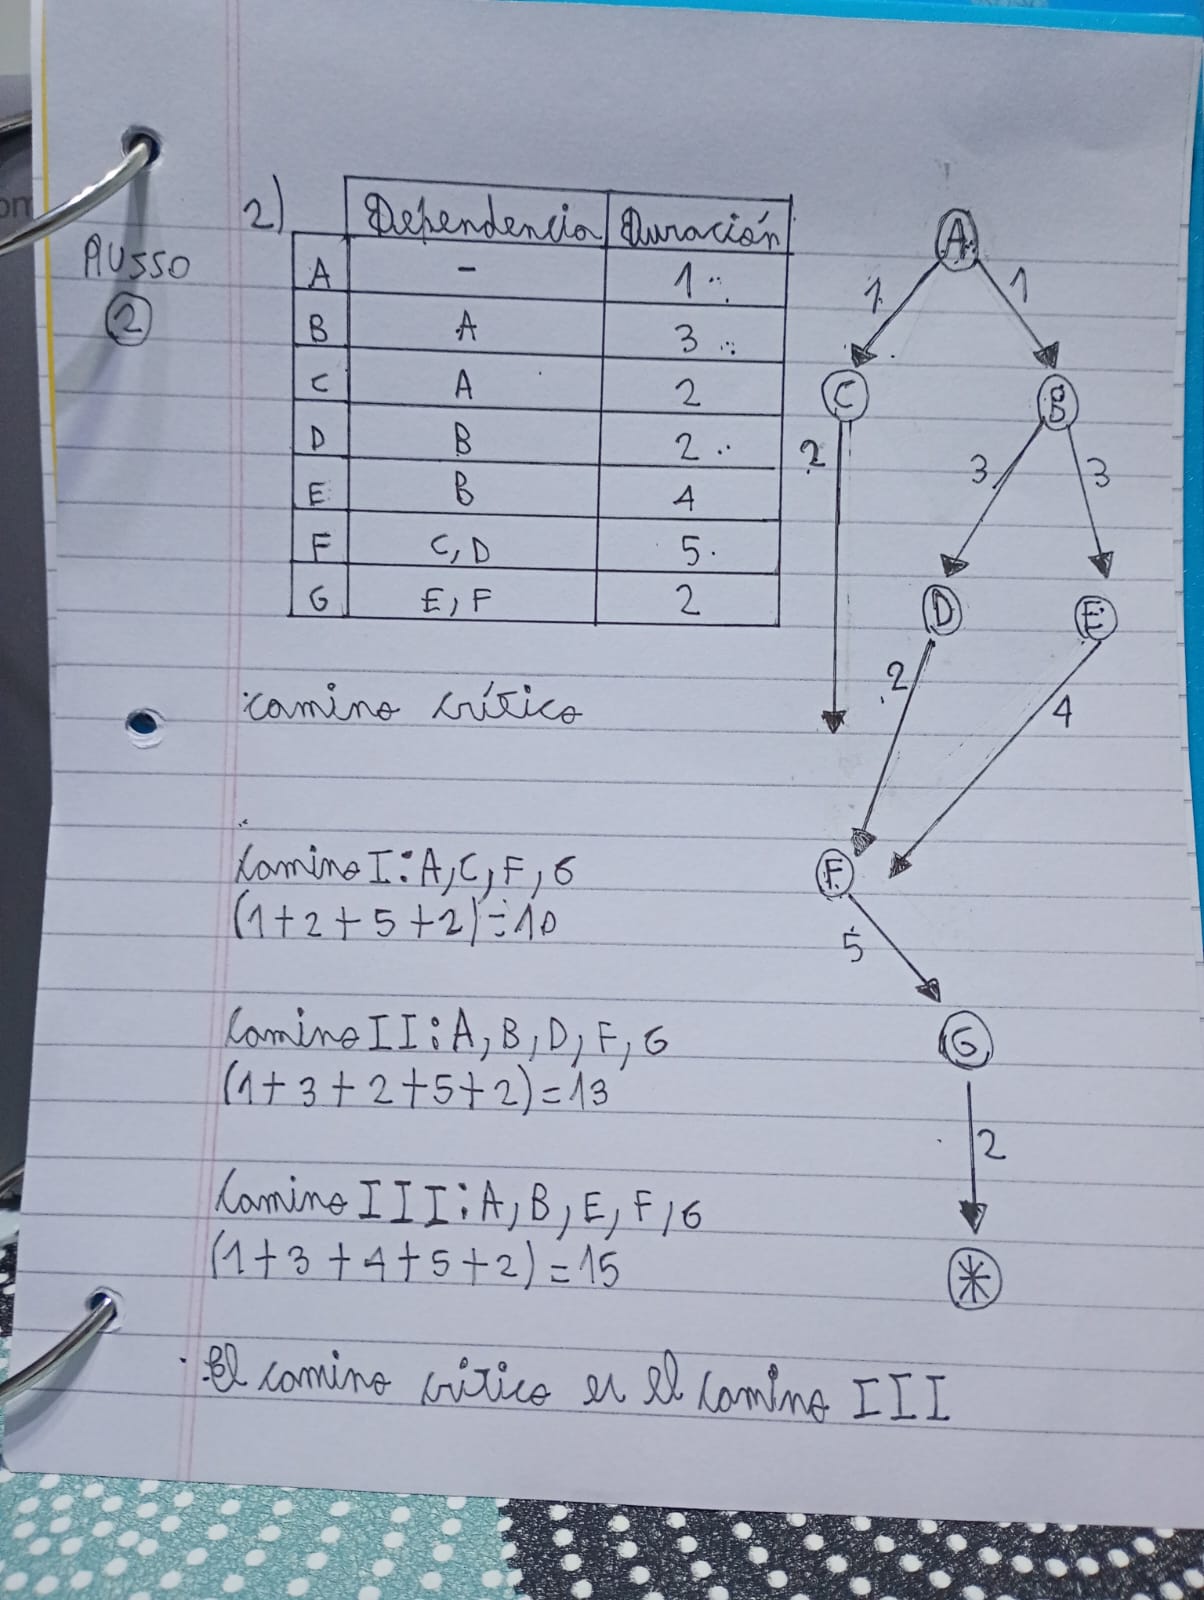 2)
RUSSO
2
Dependencia Duración
A - 1
B A 3
C A 2
D B 2
E B 4
F C, D 5
G E, F 2
camino crítico
Camino I: A, C, F, G
(1+2+5+2) = 10
Camino II: A, B, D, F, G
(1+3+2+5+2) = 13
Camino III: A, B, E, F, G
(1+3+4+5+2) = 15
El camino crítico es el camino III
A
1 1
C B
2 3 3
D E
2 4
F
5
G
2
*